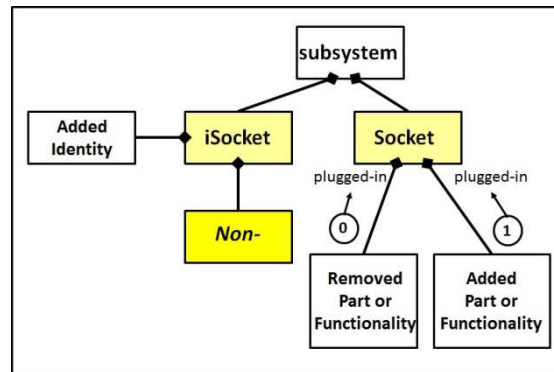 subsystem
Added
Identity
iSocket
Socket
plugged-in
plugged-in
0
1
Non-
Removed
Part or
Functionality
Added
Part or
Functionality